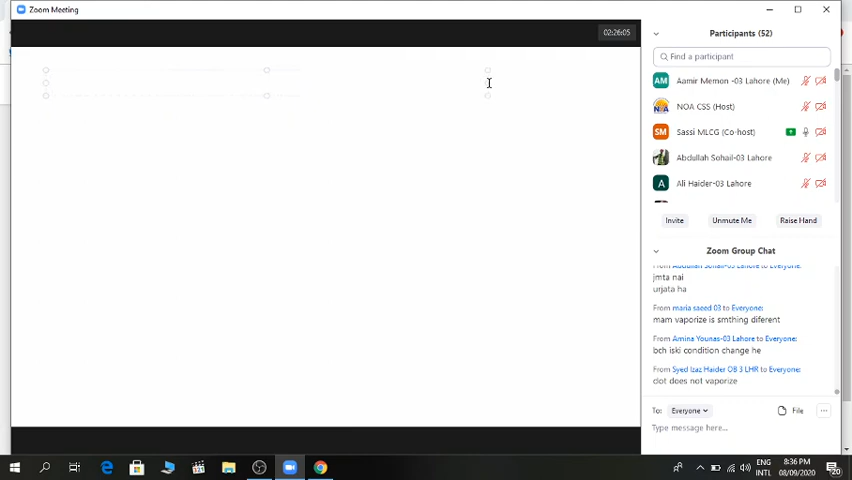 Zoom Meeting
02:26:05
Participants (52)
Find a participant
AM Aamir Memon -03 Lahore (Me)
NOA CSS (Host)
SM Sassi MLCG (Co-host)
Abdullah Sohail-03 Lahore
A Ali Haider-03 Lahore
Invite Unmute Me Raise Hand
Zoom Group Chat
From Abdullah Sohail-03 Lahore to Everyone:
jmta nai
urjata ha
From maria saeed 03 to Everyone:
mam vaporize is smthing diferent
From Amina Younas-03 Lahore to Everyone:
bch iski condition change he
From Syed Izaz Haider OB 3 LHR to Everyone:
clot does not vaporize
To: Everyone File
Type message here...
ENG
INTL
8:36 PM
08/09/2020
20